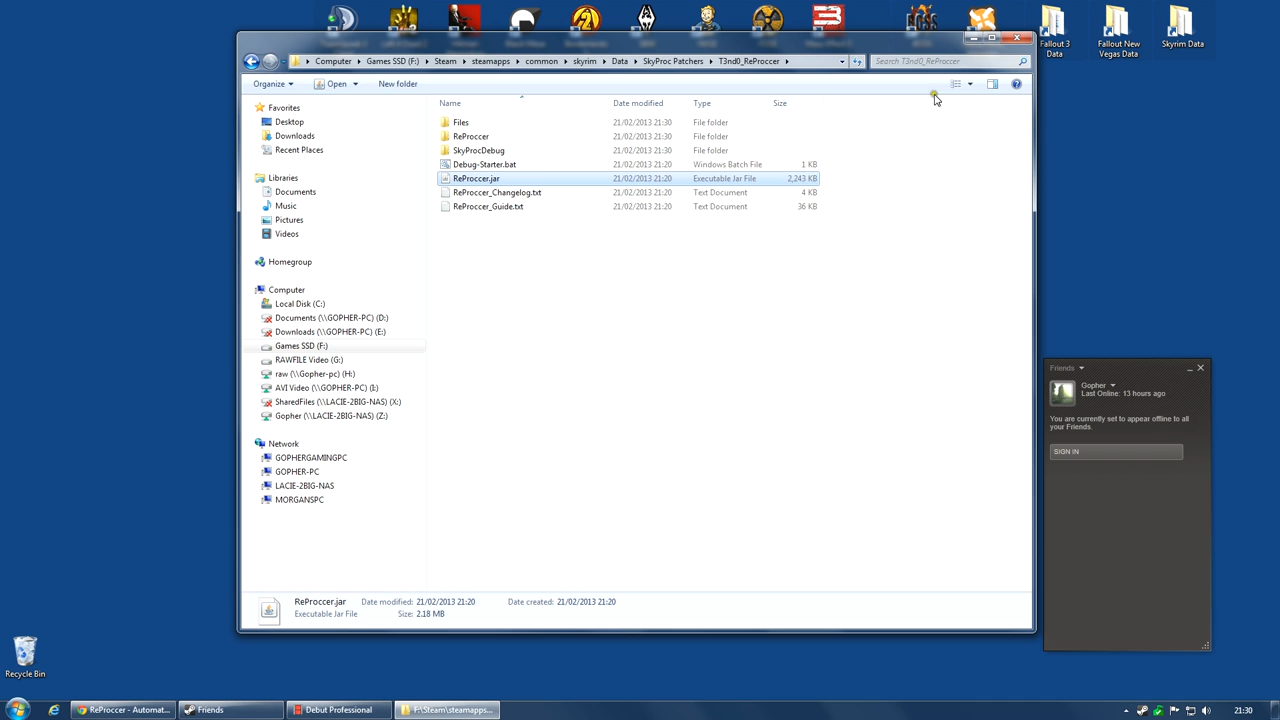 Computer ▸ Games SSD (F:) ▸ Steam ▸ steamapps ▸ common ▸ skyrim ▸ Data ▸ SkyProc Patchers ▸ T3nd0_ReProccer ▸
Search T3nd0_ReProccer
Fallout 3 Data
Fallout New Vegas Data
Skyrim Data
Organize
Open
New folder
Name Date modified Type Size
Files 21/02/2013 21:30 File folder
ReProccer 21/02/2013 21:30 File folder
SkyProcDebug 21/02/2013 21:30 File folder
Debug-Starter.bat 21/02/2013 21:20 Windows Batch File 1 KB
ReProccer.jar 21/02/2013 21:20 Executable Jar File 2,243 KB
ReProccer_Changelog.txt 21/02/2013 21:20 Text Document 4 KB
ReProccer_Guide.txt 21/02/2013 21:20 Text Document 36 KB
Favorites
Desktop
Downloads
Recent Places
Libraries
Documents
Music
Pictures
Videos
Homegroup
Computer
Local Disk (C:)
Documents (\\GOPHER-PC) (D:)
Downloads (\\GOPHER-PC) (E:)
Games SSD (F:)
RAWFILE Video (G:)
raw (\\Gopher-pc) (H:)
AVI Video (\\GOPHER-PC) (I:)
SharedFiles (\\LACIE-2BIG-NAS) (X:)
Gopher (\\LACIE-2BIG-NAS) (Z:)
Network
GOPHERGAMINGPC
GOPHER-PC
LACIE-2BIG-NAS
MORGANSPC
ReProccer.jar Date modified: 21/02/2013 21:20 Date created: 21/02/2013 21:20
Executable Jar File Size: 2.18 MB
Friends
Gopher
Last Online: 13 hours ago
You are currently set to appear offline to all
your Friends.
SIGN IN
Recycle Bin
ReProccer - Automat...
Friends
Debut Professional
F:\Steam\steamapps...
21:30